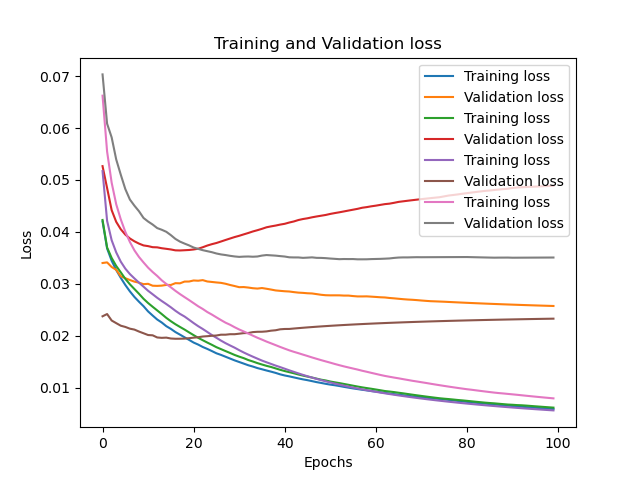 Training and Validation loss
Loss
0.07
0.06
0.05
0.04
0.03
0.02
0.01
Training loss
Validation loss
Training loss
Validation loss
Training loss
Validation loss
Training loss
Validation loss
0 20 40 60 80 100
Epochs